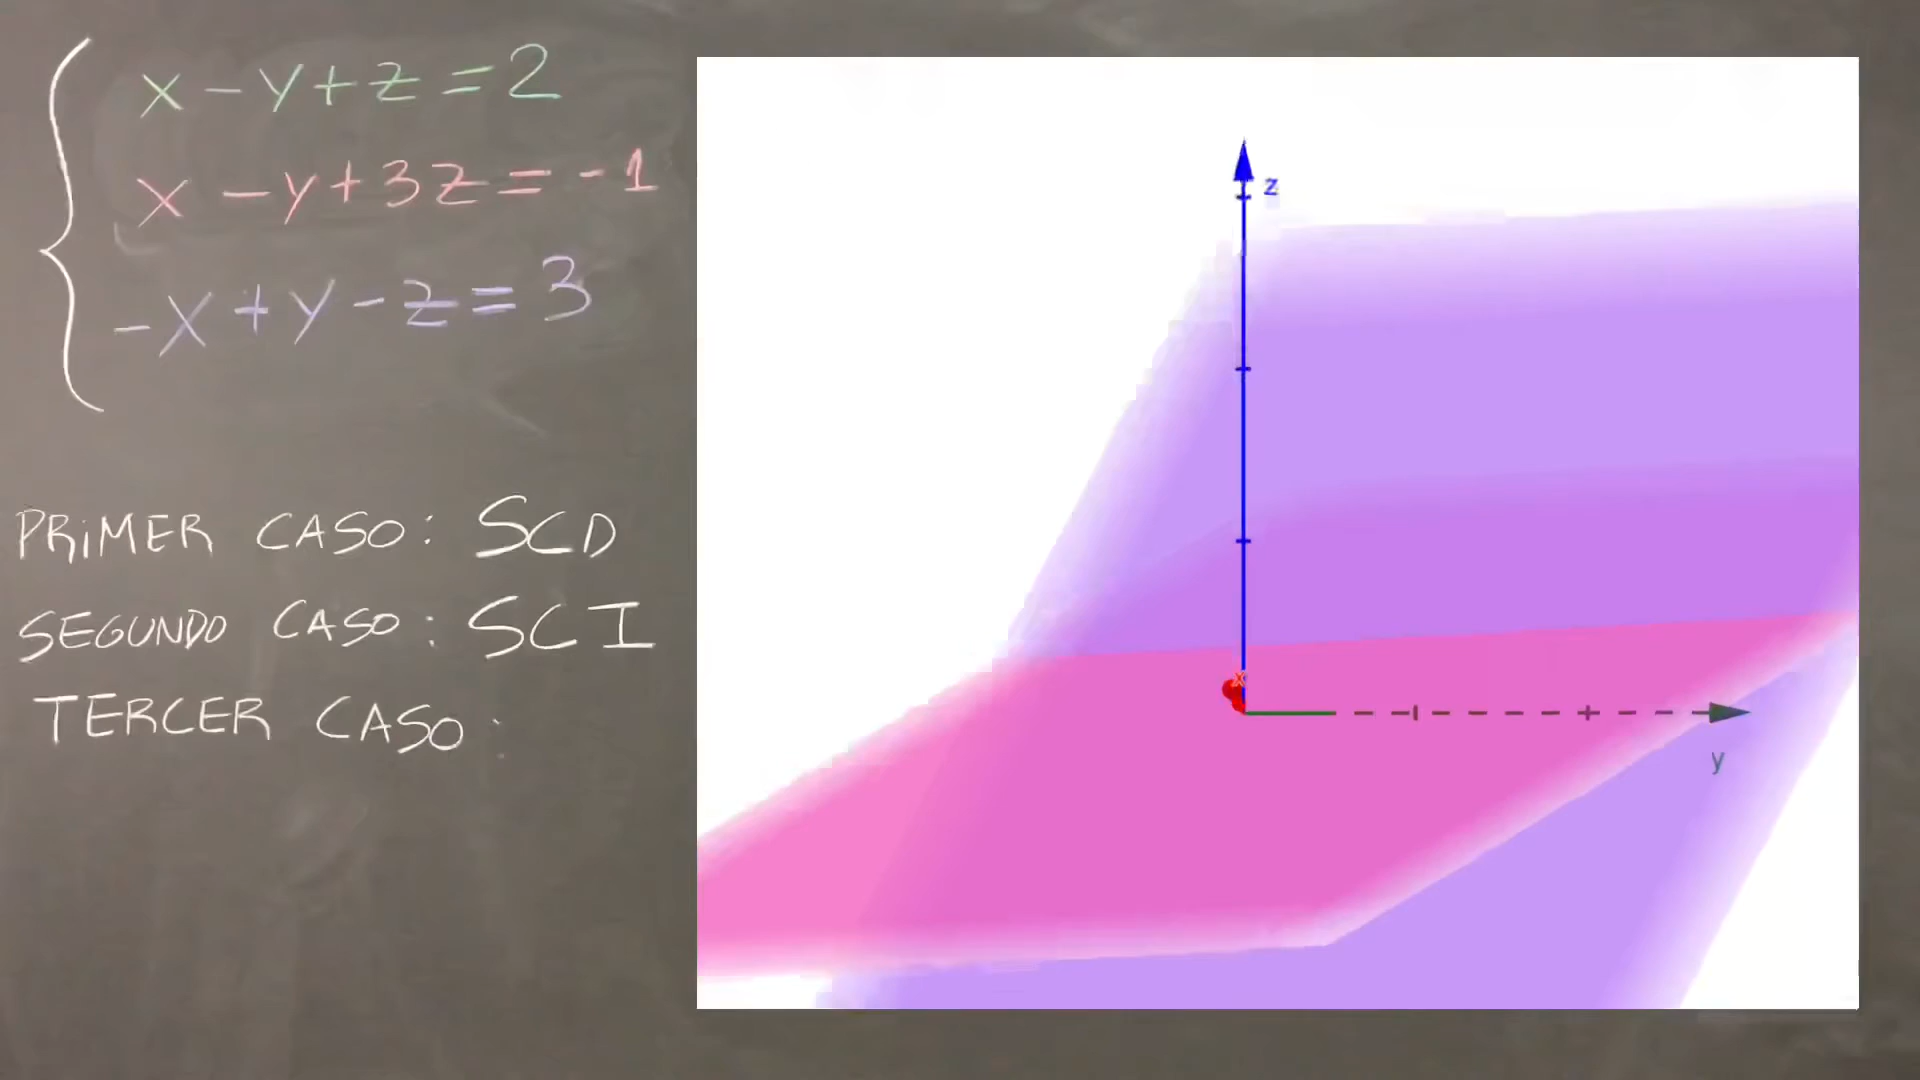 x - y + z = 2
x - y + 3z = -1
-x + y - z = 3
PRiMER CASO: SCD
SEGUNDO CASO: SCI
TERCER CASO:
z
x
y